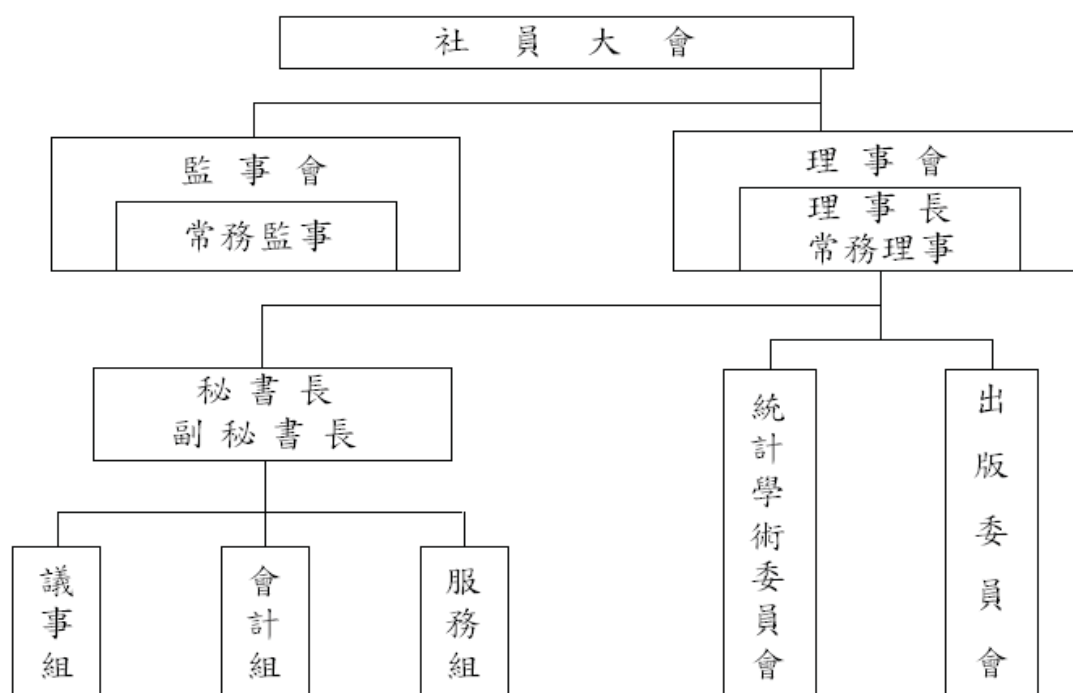 社員大會
監事會
常務監事
理事會
理事長
常務理事
秘書長
副秘書長
議事組
會計組
服務組
統計學術委員會
出版委員會